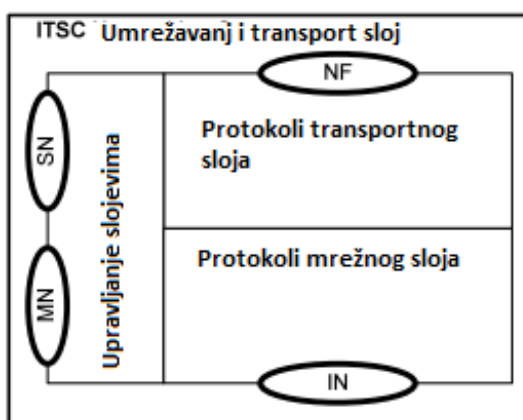 ITSC Umrežavanj i transport sloj
NF
Protokoli transportnog
sloja
SN
Upravljanje slojevima
Protokoli mrežnog sloja
MN
IN